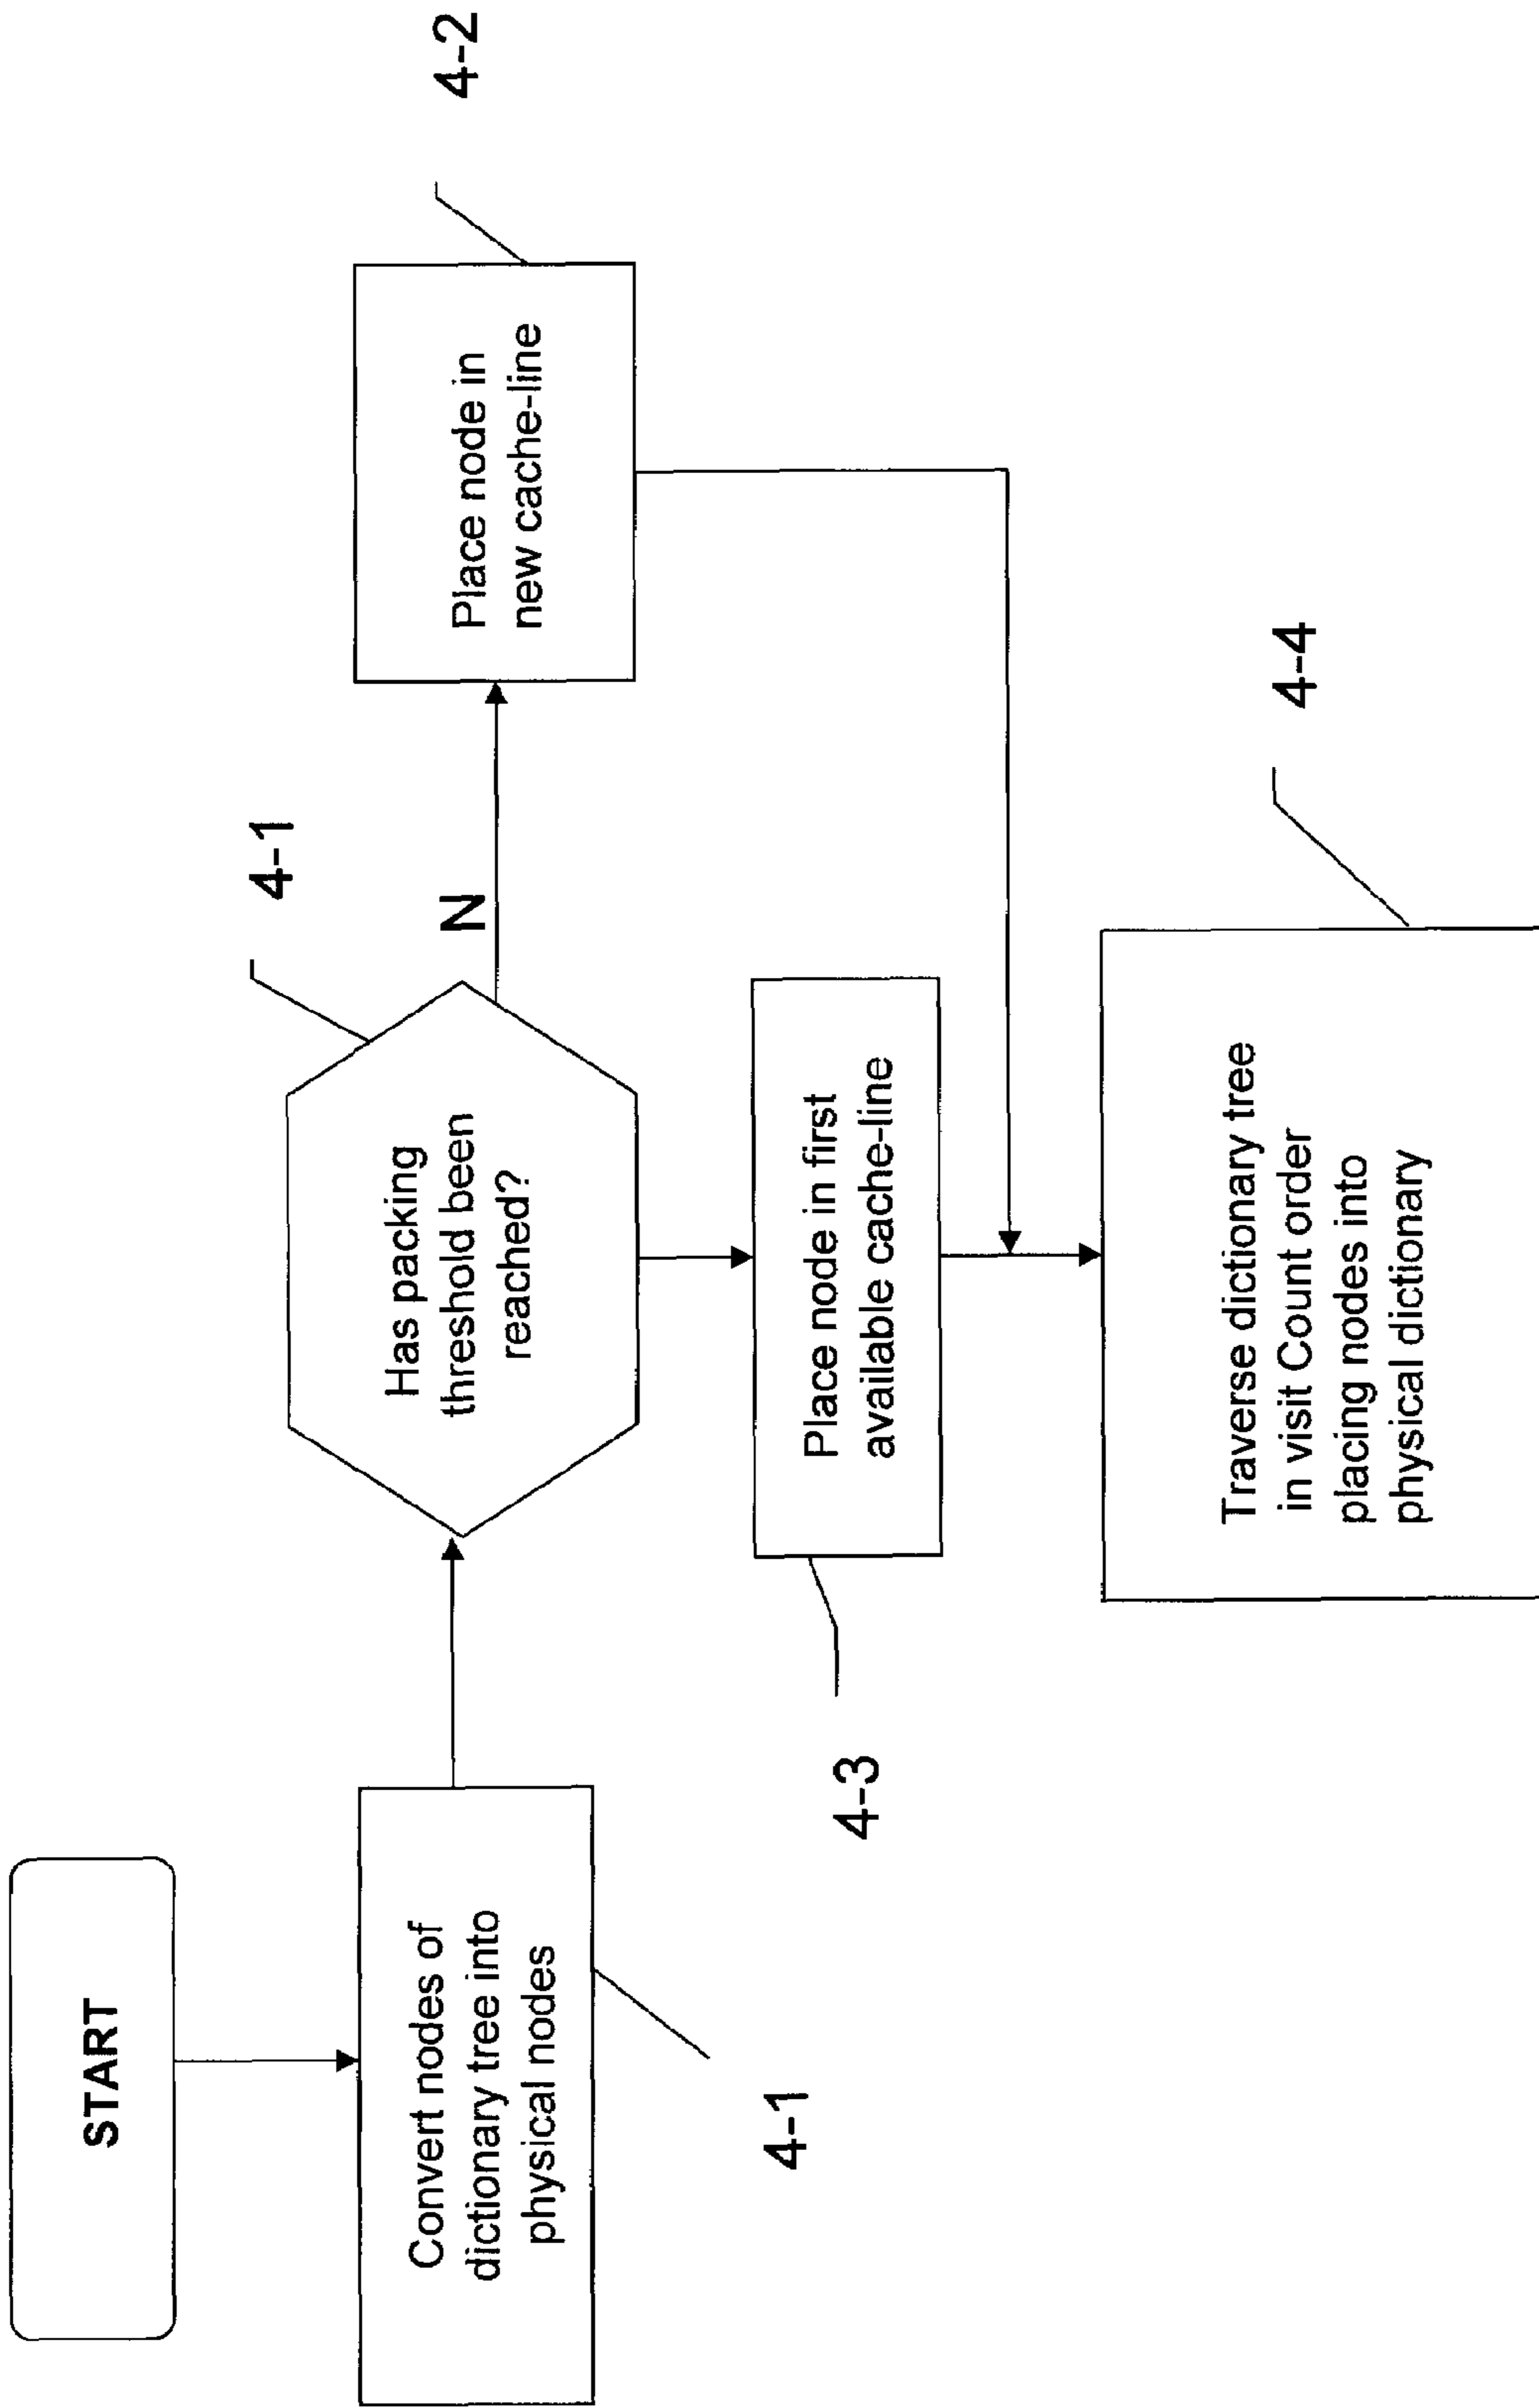 START
Convert nodes of
dictionary tree into
physical nodes
4-1
Has packing
threshold been
reached?
4-1
N
Place node in
new cache-line
4-2
Place node in first
available cache-line
4-3
Traverse dictionary tree
in visit Count order
placing nodes into
physical dictionary
4-4